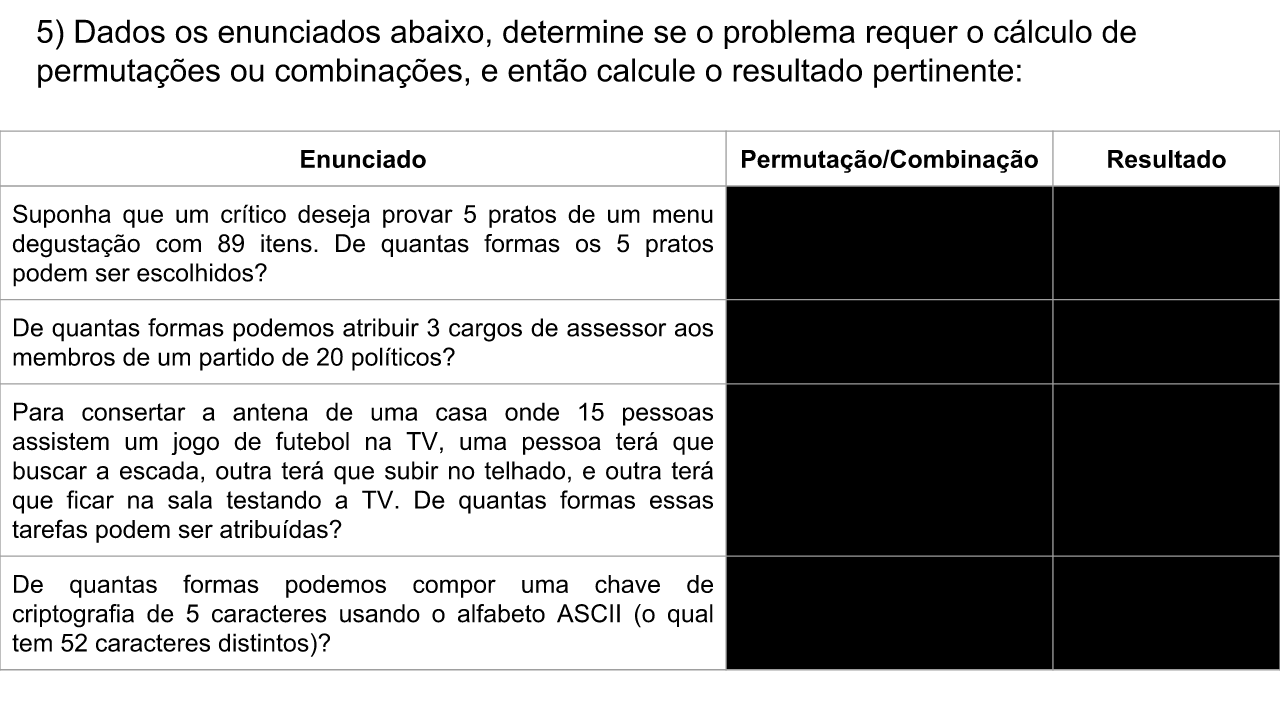 5) Dados os enunciados abaixo, determine se o problema requer o cálculo de
permutações ou combinações, e então calcule o resultado pertinente:
Enunciado Permutação/Combinação Resultado
Suponha que um crítico deseja provar 5 pratos de um menu
degustação com 89 itens. De quantas formas os 5 pratos
podem ser escolhidos?
De quantas formas podemos atribuir 3 cargos de assessor aos
membros de um partido de 20 políticos?
Para consertar a antena de uma casa onde 15 pessoas
assistem um jogo de futebol na TV, uma pessoa terá que
buscar a escada, outra terá que subir no telhado, e outra terá
que ficar na sala testando a TV. De quantas formas essas
tarefas podem ser atribuídas?
De quantas formas podemos compor uma chave de
criptografia de 5 caracteres usando o alfabeto ASCII (o qual
tem 52 caracteres distintos)?